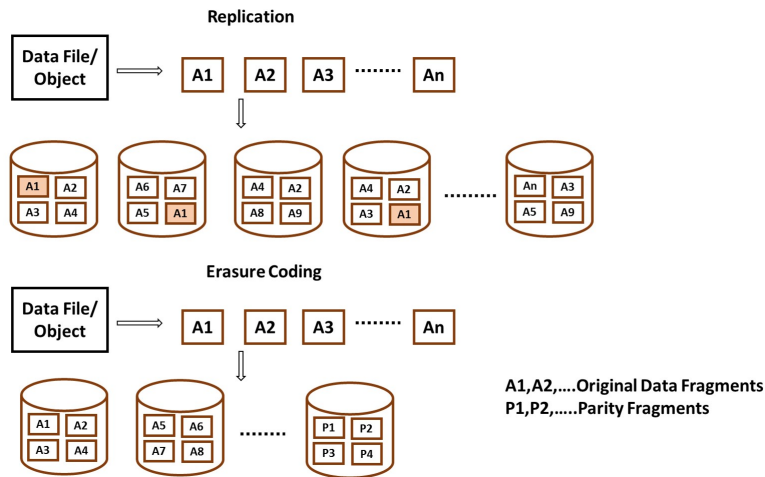 Replication
Data File/
Object
A1 A2 A3 ........ An
A1 A2 A6 A7 A4 A2 A4 A2 An A3
A3 A4 A5 A1 A8 A9 A3 A1 ......... A5 A9
Erasure Coding
Data File/
Object
A1 A2 A3 ........ An
A1 A2 A5 A6 P1 P2
A3 A4 A7 A8 ........ P3 P4
A1,A2,....Original Data Fragments
P1,P2,.....Parity Fragments